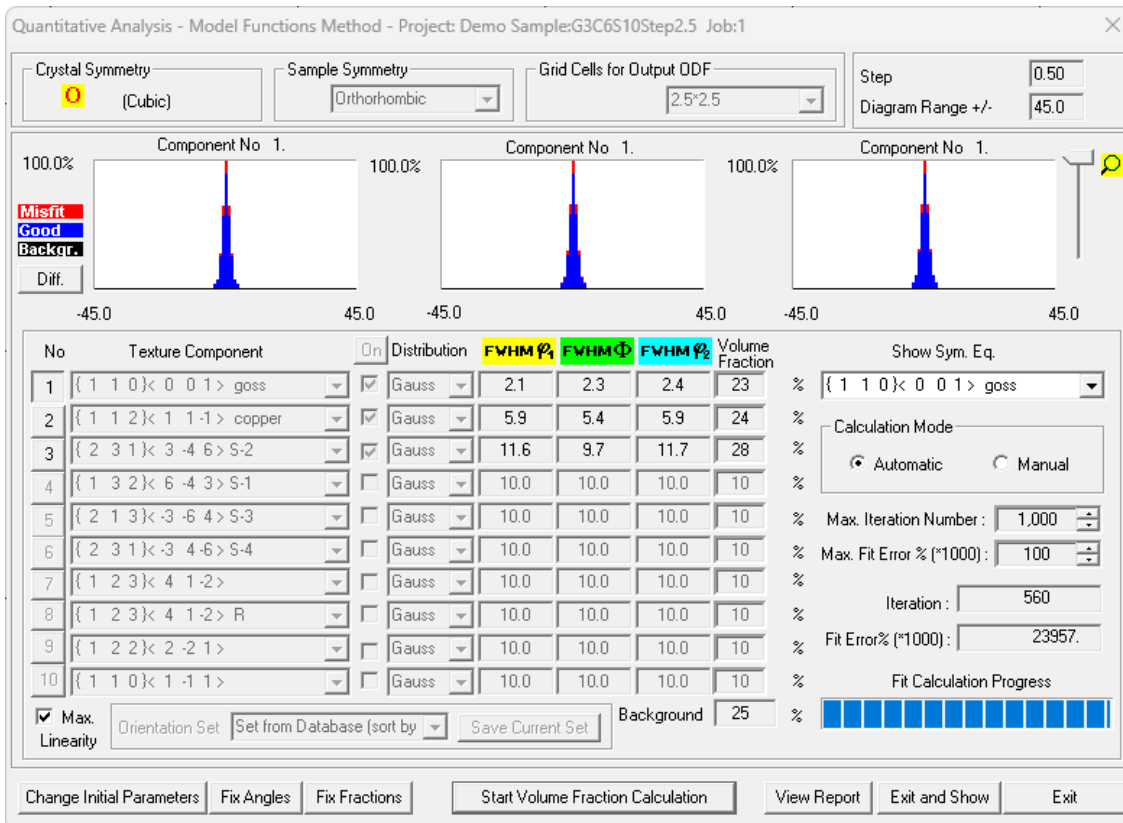 Quantitative Analysis - Model Functions Method - Project: Demo Sample:G3C6S10Step2.5 Job:1
Crystal Symmetry
O (Cubic)
Sample Symmetry
Orthorhombic
Grid Cells for Output ODF
2.5*2.5
Step 0.50
Diagram Range +/- 45.0
Component No 1. Component No 1. Component No 1.
100.0% 100.0% 100.0%
Misfit
Good
Backgr.
Diff.
-45.0 45.0 -45.0 45.0 -45.0 45.0
No Texture Component On Distribution FWHM φ1 FWHM Φ FWHM φ2 Volume Fraction Show Sym. Eq.
1 { 1 1 0}< 0 0 1 > goss Gauss 2.1 2.3 2.4 23 % { 1 1 0}< 0 0 1 > goss
2 { 1 1 2}< 1 1 -1 > copper Gauss 5.9 5.4 5.9 24 %
3 { 2 3 1}< 3 -4 6 > S-2 Gauss 11.6 9.7 11.7 28 %
4 { 1 3 2}< 6 -4 3 > S-1 Gauss 10.0 10.0 10.0 10 %
5 { 2 1 3}< -3 -6 4 > S-3 Gauss 10.0 10.0 10.0 10 %
6 { 2 3 1}< -3 4 -6 > S-4 Gauss 10.0 10.0 10.0 10 %
7 { 1 2 3}< 4 1 -2 > Gauss 10.0 10.0 10.0 10 %
8 { 1 2 3}< 4 1 -2 > R Gauss 10.0 10.0 10.0 10 %
9 { 1 2 2}< 2 -2 1 > Gauss 10.0 10.0 10.0 10 %
10 { 1 1 0}< 1 -1 1 > Gauss 10.0 10.0 10.0 10 %
Calculation Mode
Automatic Manual
Max. Iteration Number : 1,000
Max. Fit Error % (*1000) : 100
Iteration : 560
Fit Error% (*1000) : 23957.
Fit Calculation Progress
Max. Linearity
Orientation Set Set from Database (sort by Save Current Set
Background 25 %
Change Initial Parameters Fix Angles Fix Fractions Start Volume Fraction Calculation View Report Exit and Show Exit